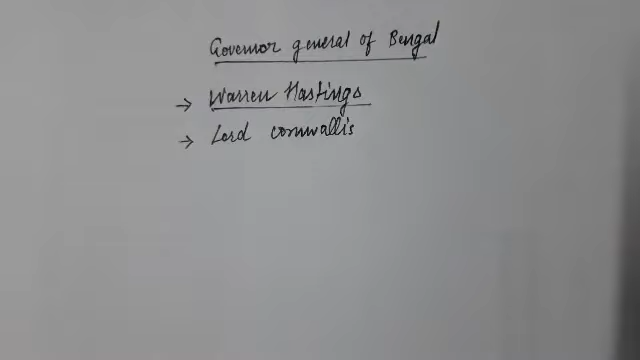 Governor general of Bengal
→ Warren Hastings
→ Lord cornwallis